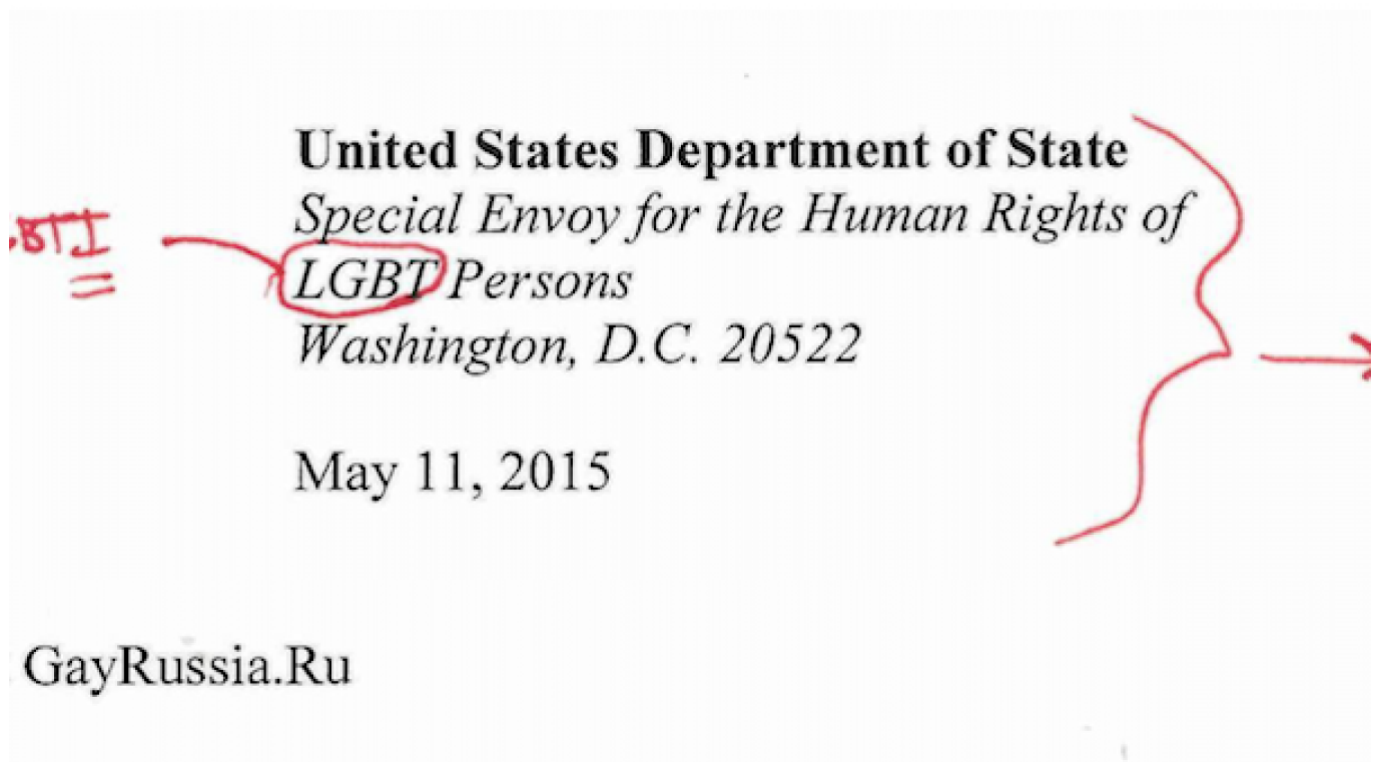 United States Department of State
Special Envoy for the Human Rights of
LGBT Persons
Washington, D.C. 20522
May 11, 2015
GayRussia.Ru